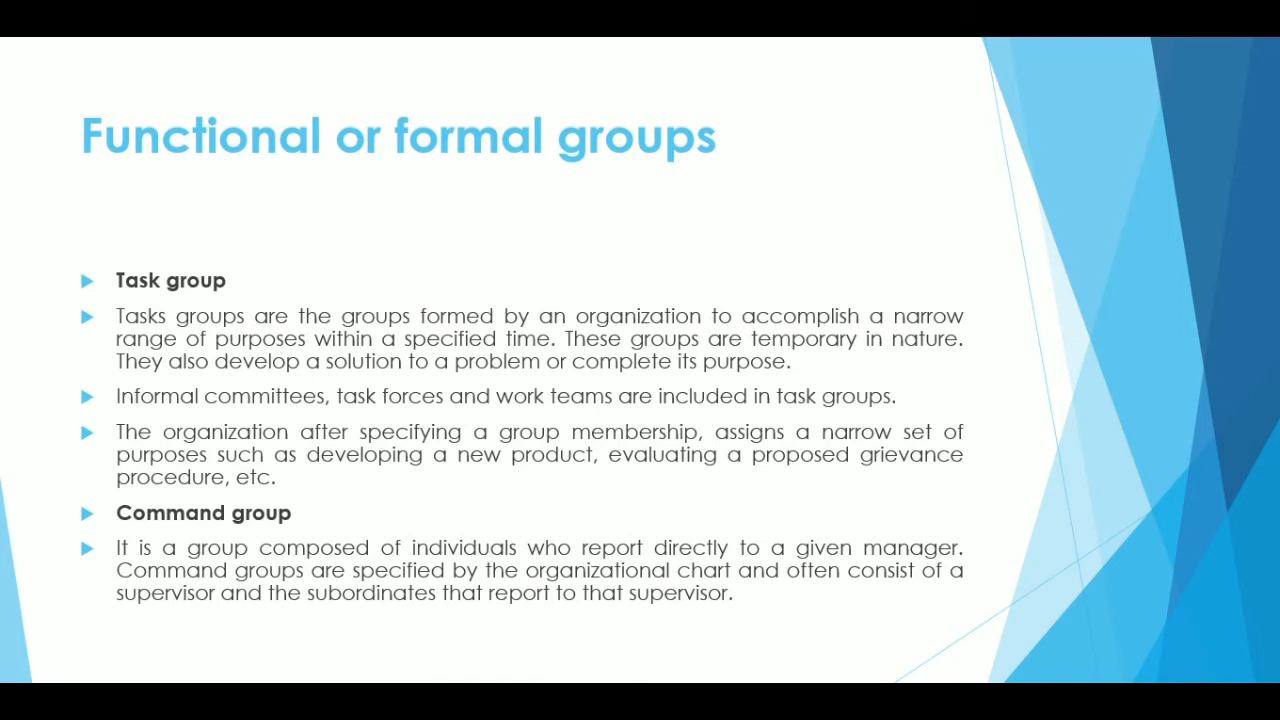 Functional or formal groups
Task group
Tasks groups are the groups formed by an organization to accomplish a narrow
range of purposes within a specified time. These groups are temporary in nature.
They also develop a solution to a problem or complete its purpose.
Informal committees, task forces and work teams are included in task groups.
The organization after specifying a group membership, assigns a narrow set of
purposes such as developing a new product, evaluating a proposed grievance
procedure, etc.
Command group
It is a group composed of individuals who report directly to a given manager.
Command groups are specified by the organizational chart and often consist of a
supervisor and the subordinates that report to that supervisor.